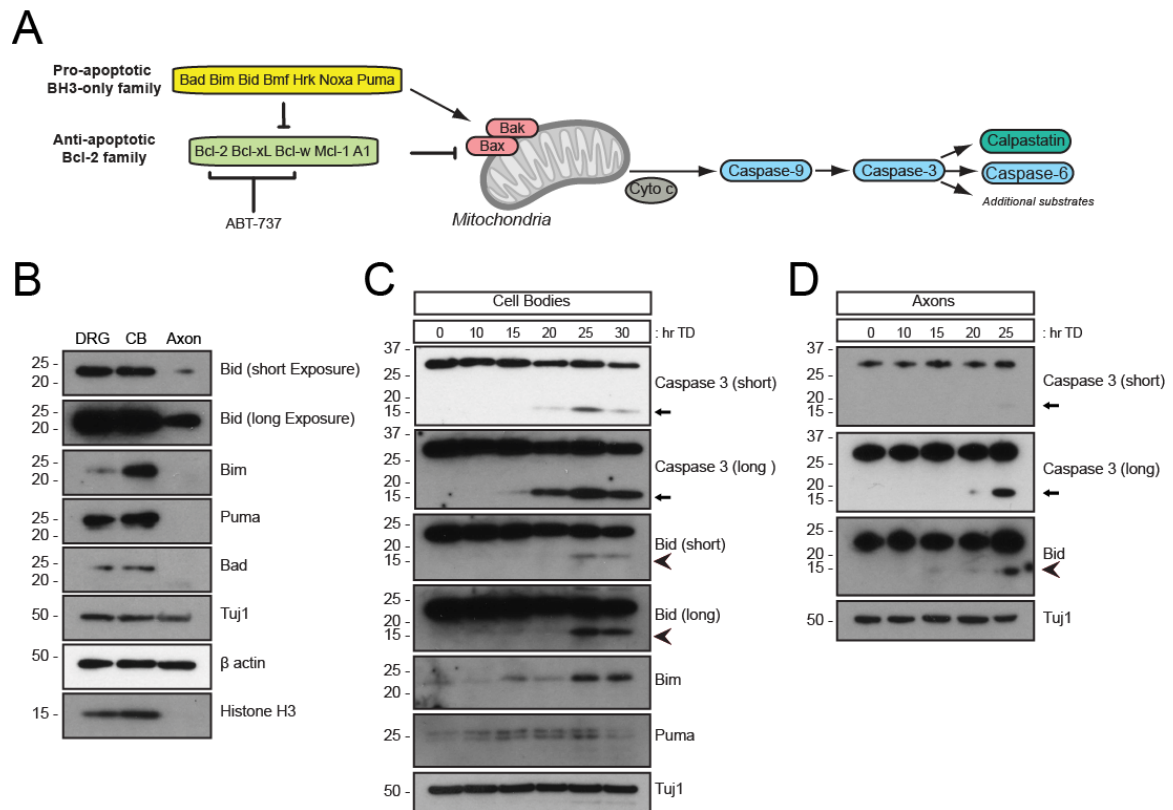 A
Pro-apoptotic
BH3-only family
Bad Bim Bid Bmf Hrk Noxa Puma
Anti-apoptotic
Bcl-2 family
Bcl-2 Bcl-xL Bcl-w Mcl-1 A1
ABT-737
Bak
Bax
Mitochondria
Cyto c
Caspase-9
Caspase-3
Calpastatin
Caspase-6
Additional substrates
B
DRG CB Axon
25 -
20 -
Bid (short Exposure)
25 -
20 -
Bid (long Exposure)
25 -
20 -
Bim
25 -
20 -
Puma
25 -
20 -
Bad
50 -
Tuj1
50 -
β actin
15 -
Histone H3
C
Cell Bodies
0 10 15 20 25 30 : hr TD
37 -
25 -
20 -
15 -
Caspase 3 (short)
37 -
25 -
20 -
15 -
Caspase 3 (long )
25 -
20 -
15 -
Bid (short)
25 -
20 -
15 -
Bid (long)
25 -
20 -
Bim
25 -
Puma
50 -
Tuj1
D
Axons
0 10 15 20 25 : hr TD
37 -
25 -
20 -
15 -
Caspase 3 (short)
37 -
25 -
20 -
15 -
Caspase 3 (long)
25 -
20 -
15 -
Bid
50 -
Tuj1